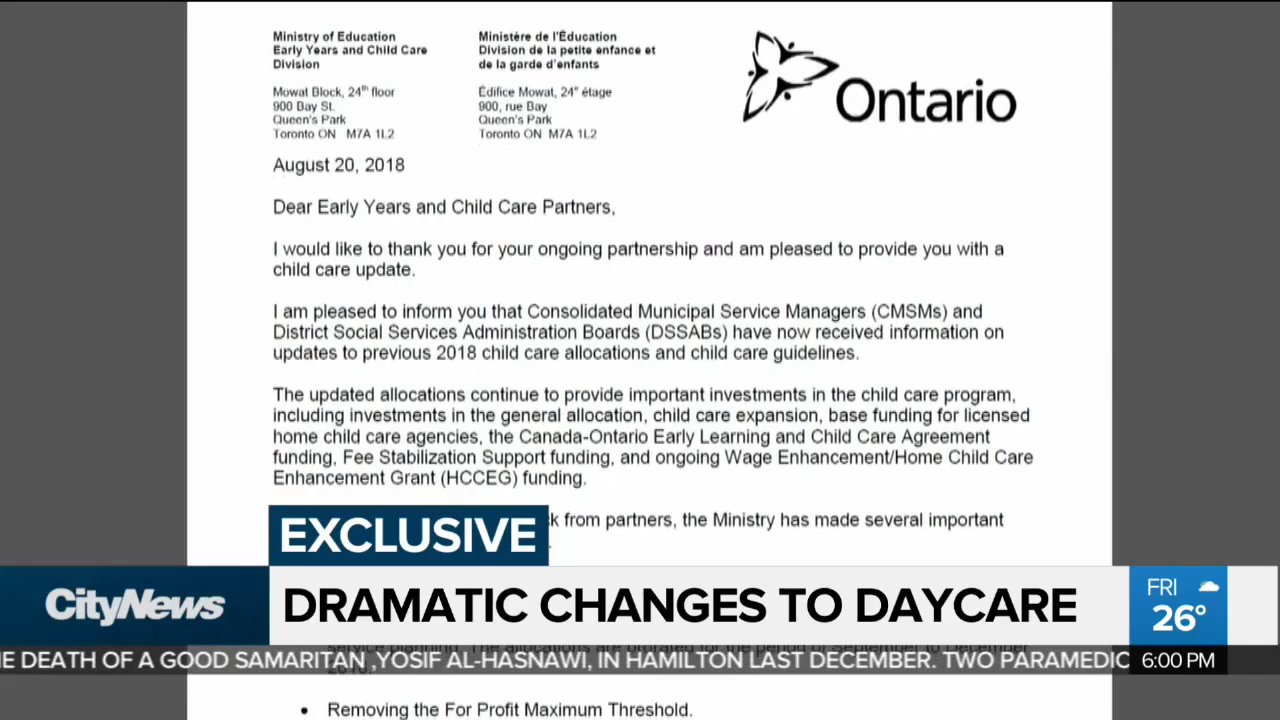 Ministry of Education
Early Years and Child Care
Division
Mowat Block, 24th floor
900 Bay St.
Queen's Park
Toronto ON M7A 1L2
Ministère de l'Éducation
Division de la petite enfance et
de la garde d'enfants
Édifice Mowat, 24e étage
900, rue Bay
Queen's Park
Toronto ON M7A 1L2
Ontario
August 20, 2018
Dear Early Years and Child Care Partners,
I would like to thank you for your ongoing partnership and am pleased to provide you with a
child care update.
I am pleased to inform you that Consolidated Municipal Service Managers (CMSMs) and
District Social Services Administration Boards (DSSABs) have now received information on
updates to previous 2018 child care allocations and child care guidelines.
The updated allocations continue to provide important investments in the child care program,
including investments in the general allocation, child care expansion, base funding for licensed
home child care agencies, the Canada-Ontario Early Learning and Child Care Agreement
funding, Fee Stabilization Support funding, and ongoing Wage Enhancement/Home Child Care
Enhancement Grant (HCCEG) funding.
from partners, the Ministry has made several important
EXCLUSIVE
CityNews
DRAMATIC CHANGES TO DAYCARE
FRI
26°
DEATH OF A GOOD SAMARITAN ,YOSIF AL-HASNAWI, IN HAMILTON LAST DECEMBER. TWO PARAMEDIC
6:00 PM
• Removing the For Profit Maximum Threshold.